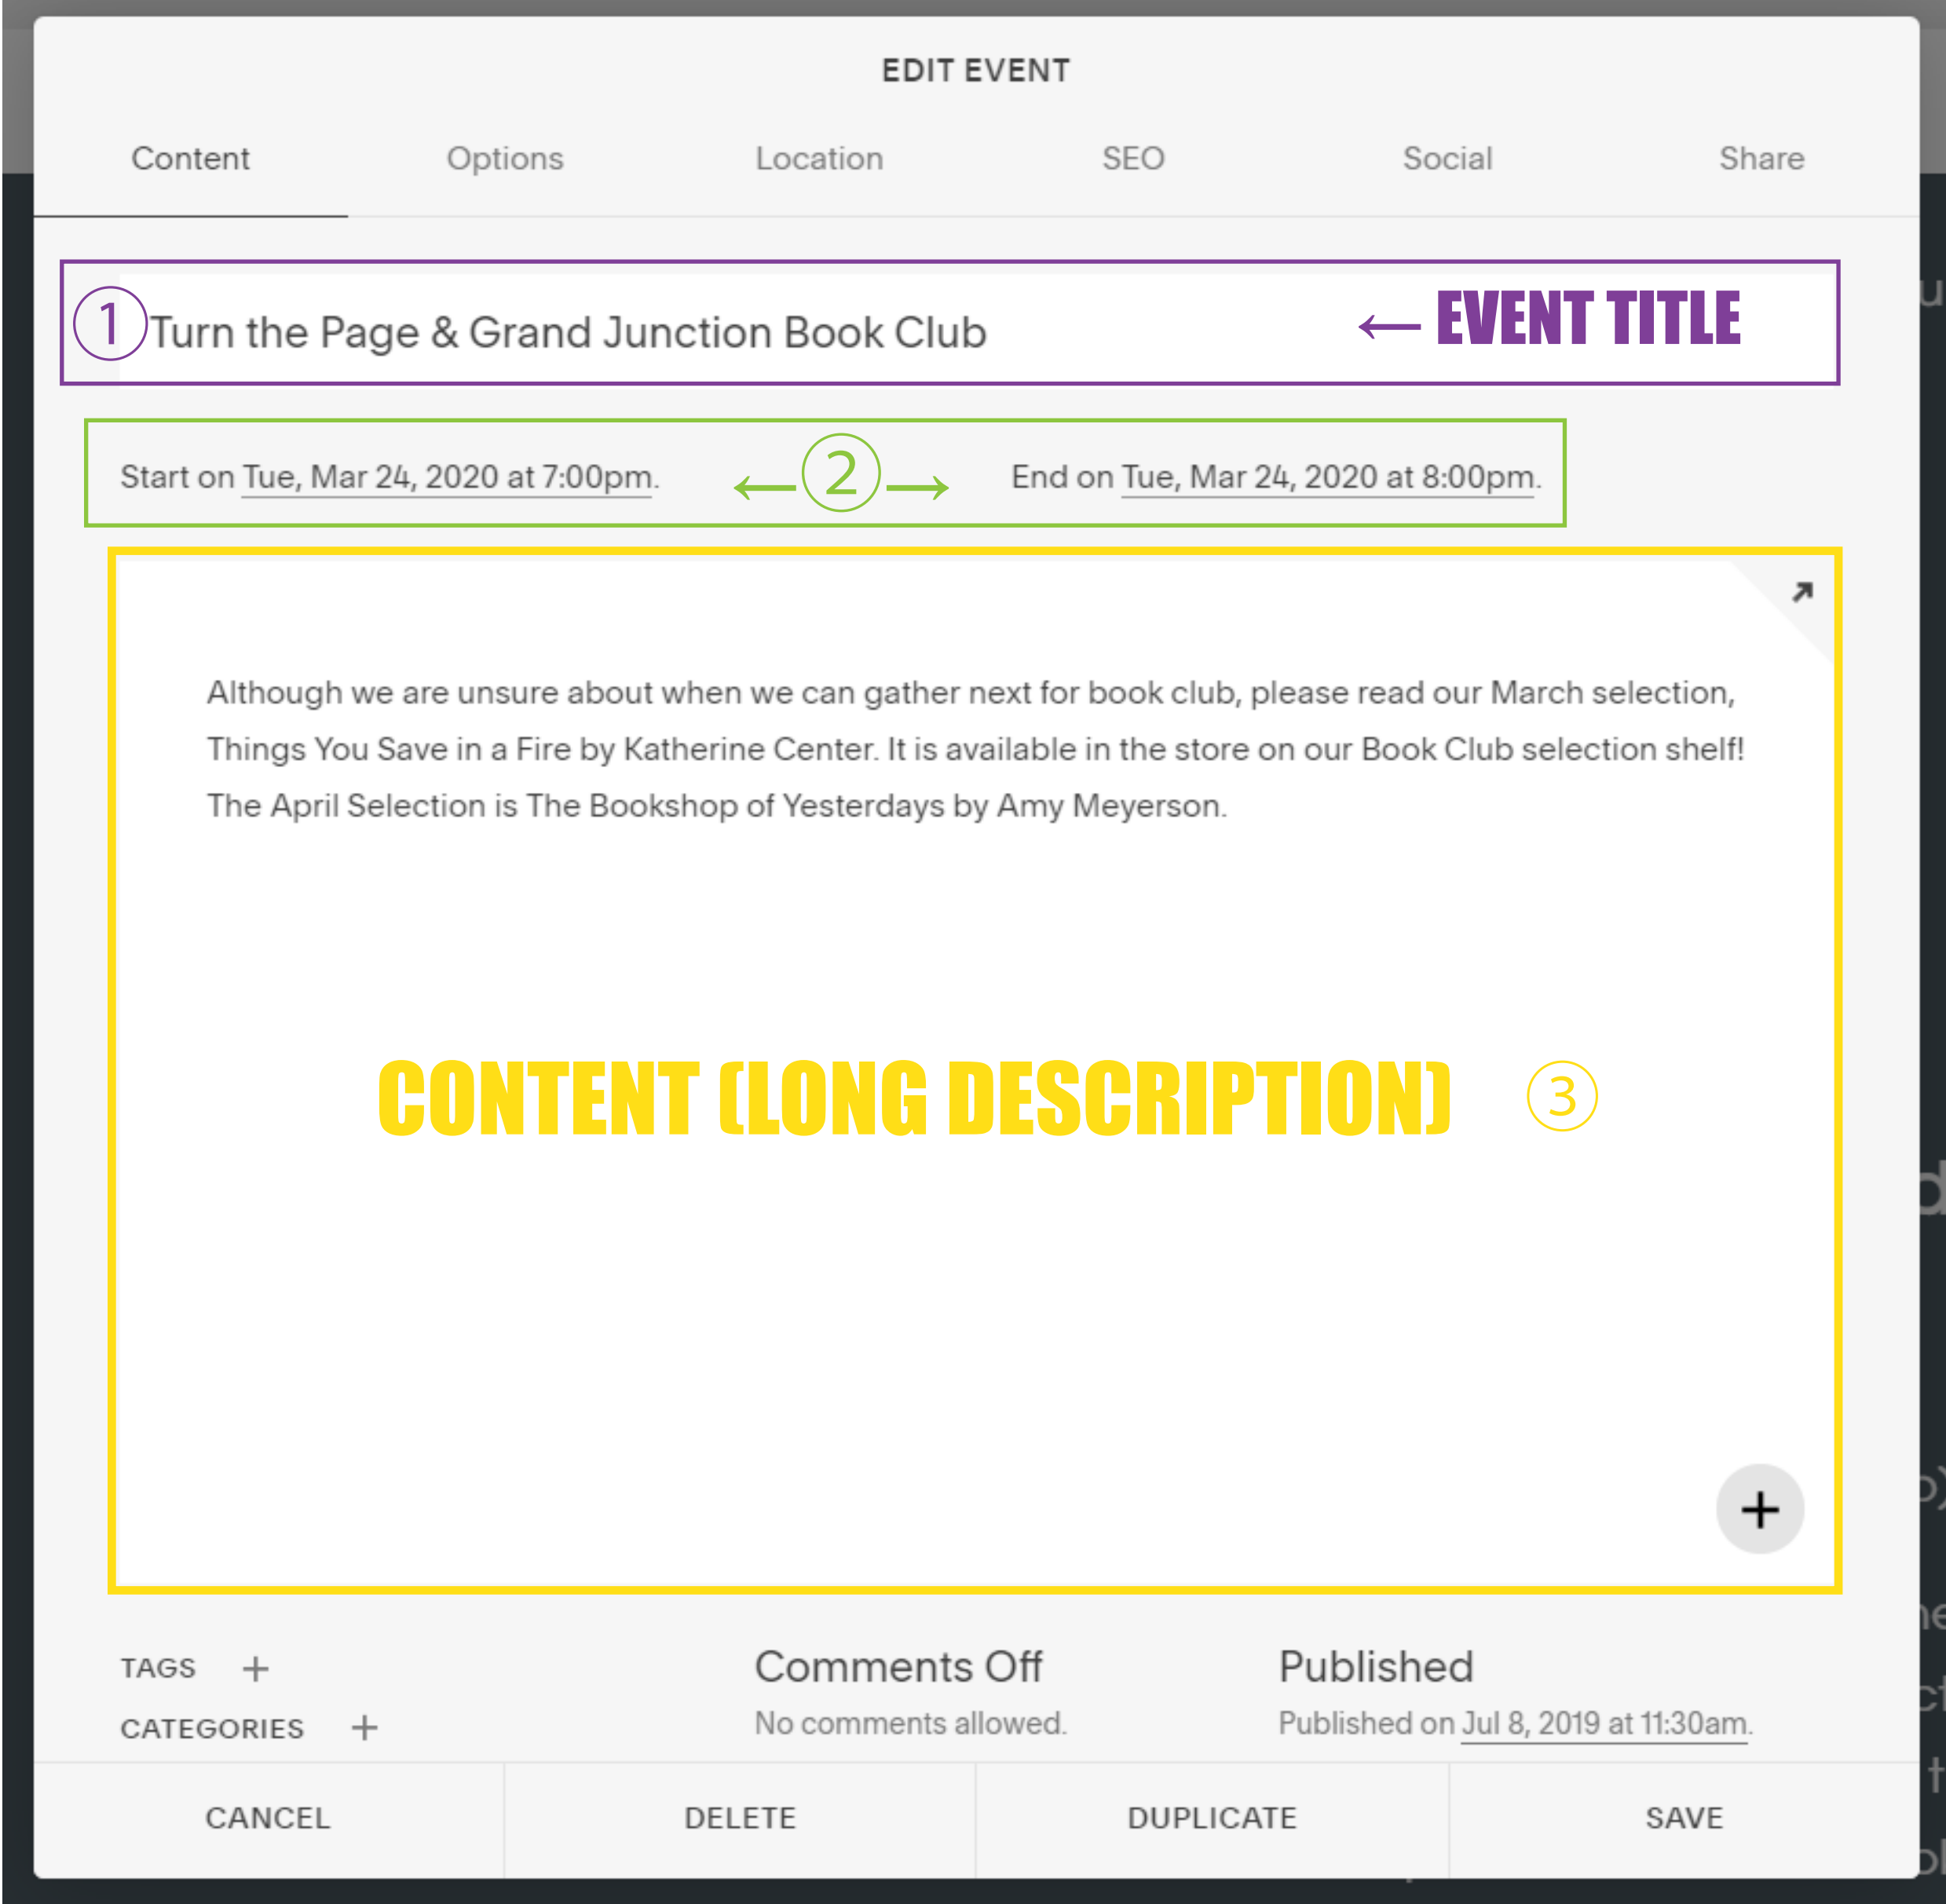 EDIT EVENT
Content Options Location SEO Social Share
① Turn the Page & Grand Junction Book Club ← EVENT TITLE
Start on Tue, Mar 24, 2020 at 7:00pm. ← ② → End on Tue, Mar 24, 2020 at 8:00pm.
Although we are unsure about when we can gather next for book club, please read our March selection,
Things You Save in a Fire by Katherine Center. It is available in the store on our Book Club selection shelf!
The April Selection is The Bookshop of Yesterdays by Amy Meyerson.
CONTENT (LONG DESCRIPTION) ③
TAGS +
CATEGORIES +
Comments Off
No comments allowed.
Published
Published on Jul 8, 2019 at 11:30am.
CANCEL DELETE DUPLICATE SAVE